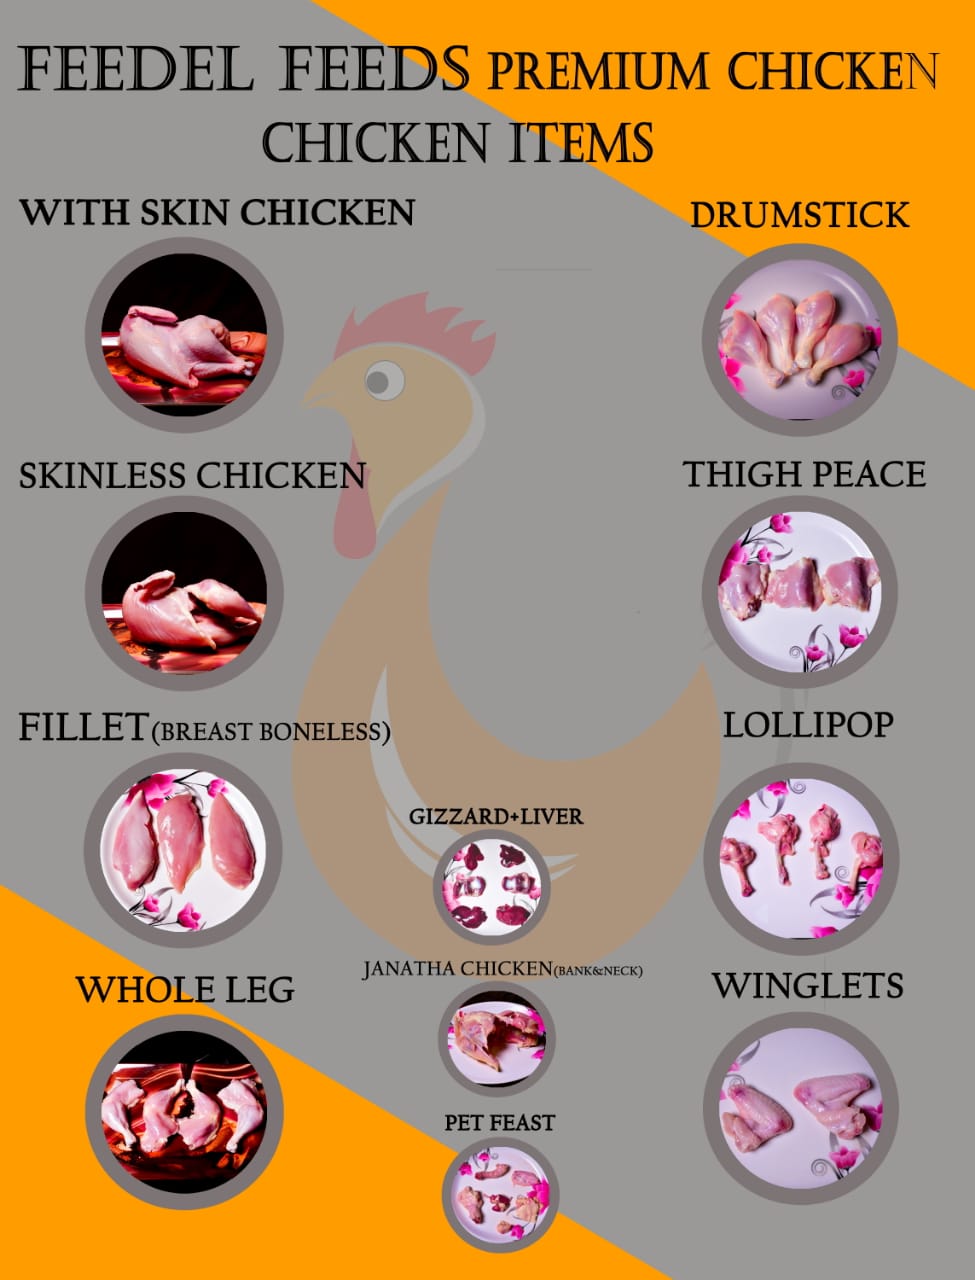 FEEDEL FEEDS PREMIUM CHICKEN
CHICKEN ITEMS
WITH SKIN CHICKEN
DRUMSTICK
SKINLESS CHICKEN
THIGH PEACE
FILLET(BREAST BONELESS)
LOLLIPOP
GIZZARD+LIVER
JANATHA CHICKEN(BANK&NECK)
WHOLE LEG
WINGLETS
PET FEAST